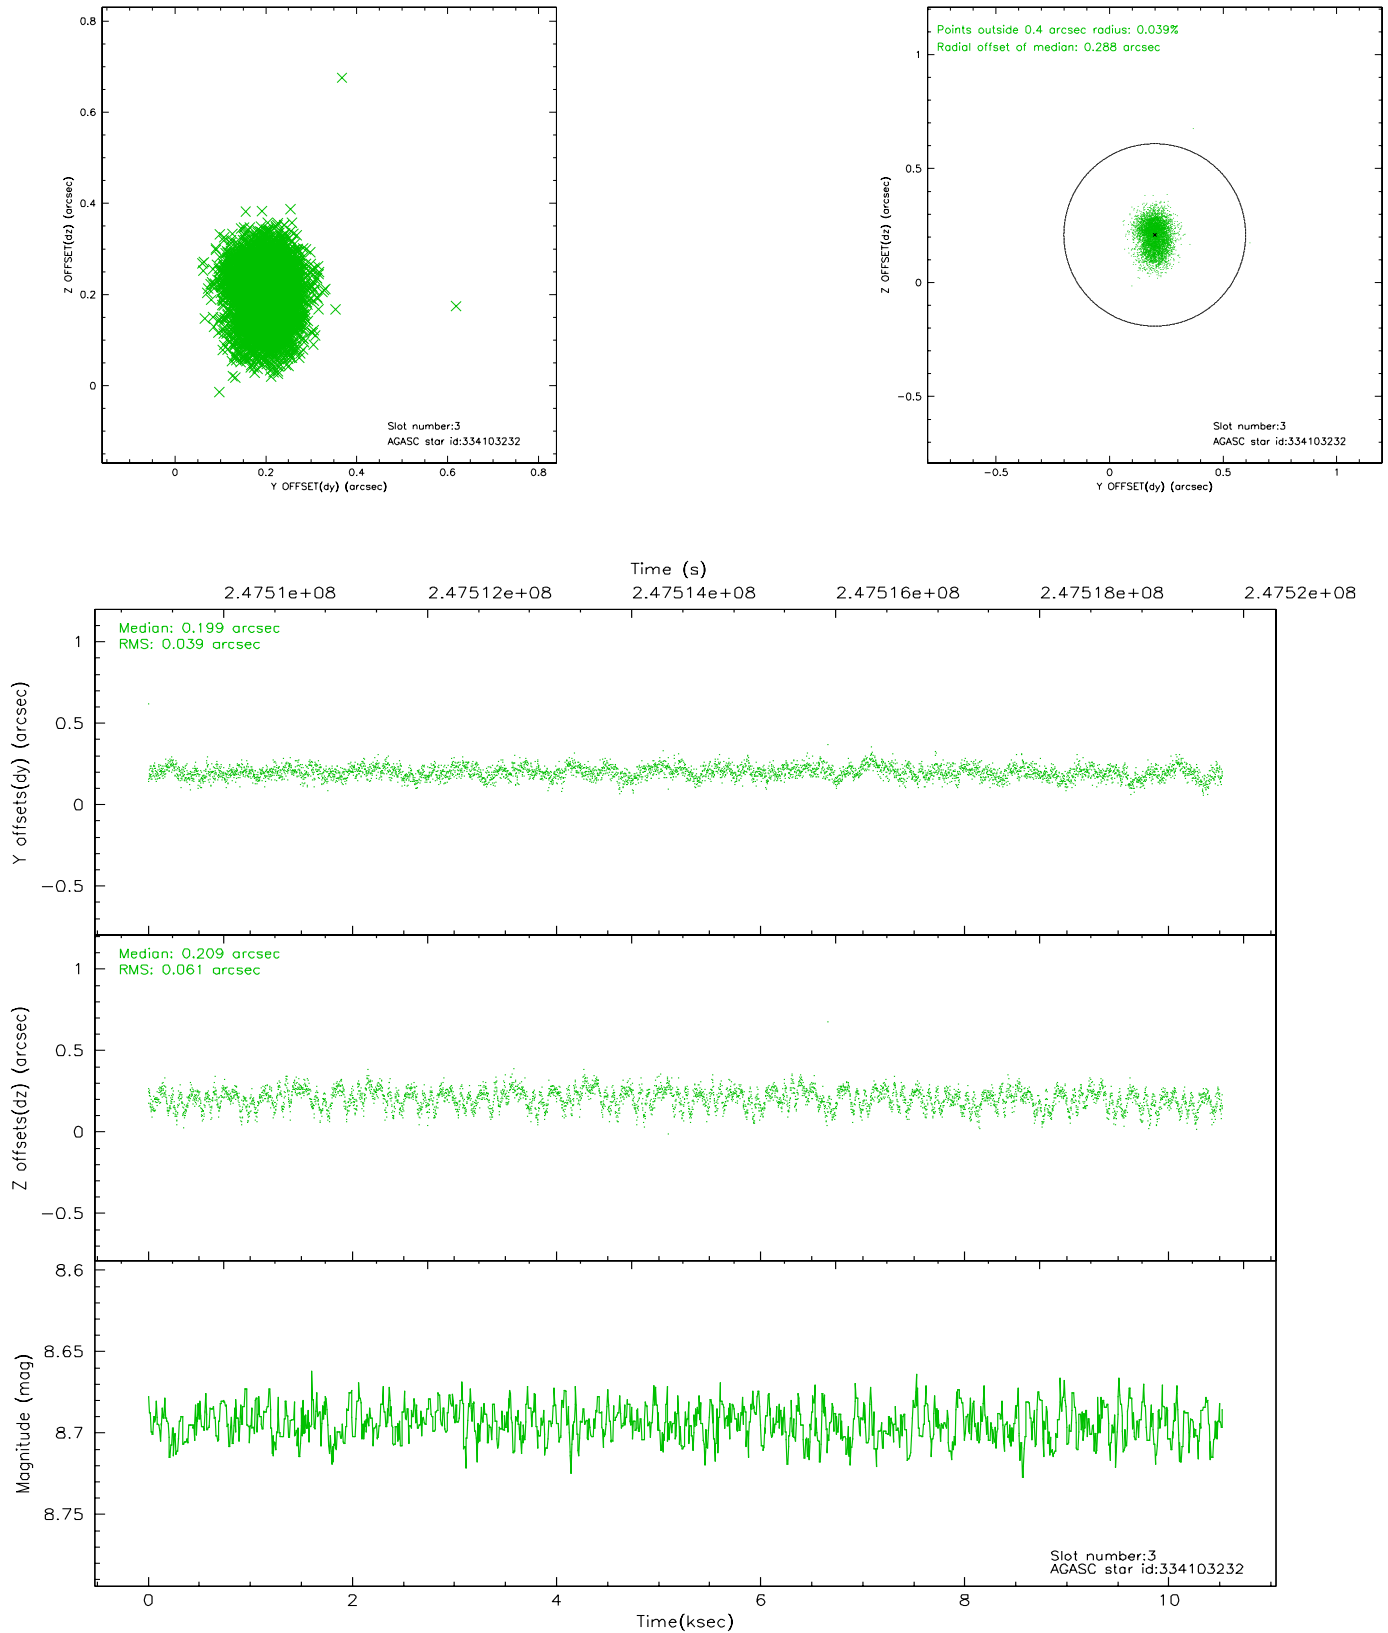 0.8
0.6
0.4
0.2
0
Z OFFSET(dz) (arcsec)
Slot number:3
AGASC star id:334103232
0 0.2 0.4 0.6 0.8
Y OFFSET(dy) (arcsec)
Points outside 0.4 arcsec radius: 0.039%
Radial offset of median: 0.288 arcsec
1
0.5
0
−0.5
Z OFFSET(dz) (arcsec)
Slot number:3
AGASC star id:334103232
−0.5 0 0.5 1
Y OFFSET(dy) (arcsec)
Time (s)
2.4751e+08 2.47512e+08 2.47514e+08 2.47516e+08 2.47518e+08 2.4752e+08
Median: 0.199 arcsec
RMS: 0.039 arcsec
1
0.5
0
−0.5
Y offsets(dy) (arcsec)
Median: 0.209 arcsec
RMS: 0.061 arcsec
1
0.5
0
−0.5
Z offsets(dz) (arcsec)
8.6
8.65
8.7
8.75
Magnitude (mag)
Slot number:3
AGASC star id:334103232
0 2 4 6 8 10
Time(ksec)